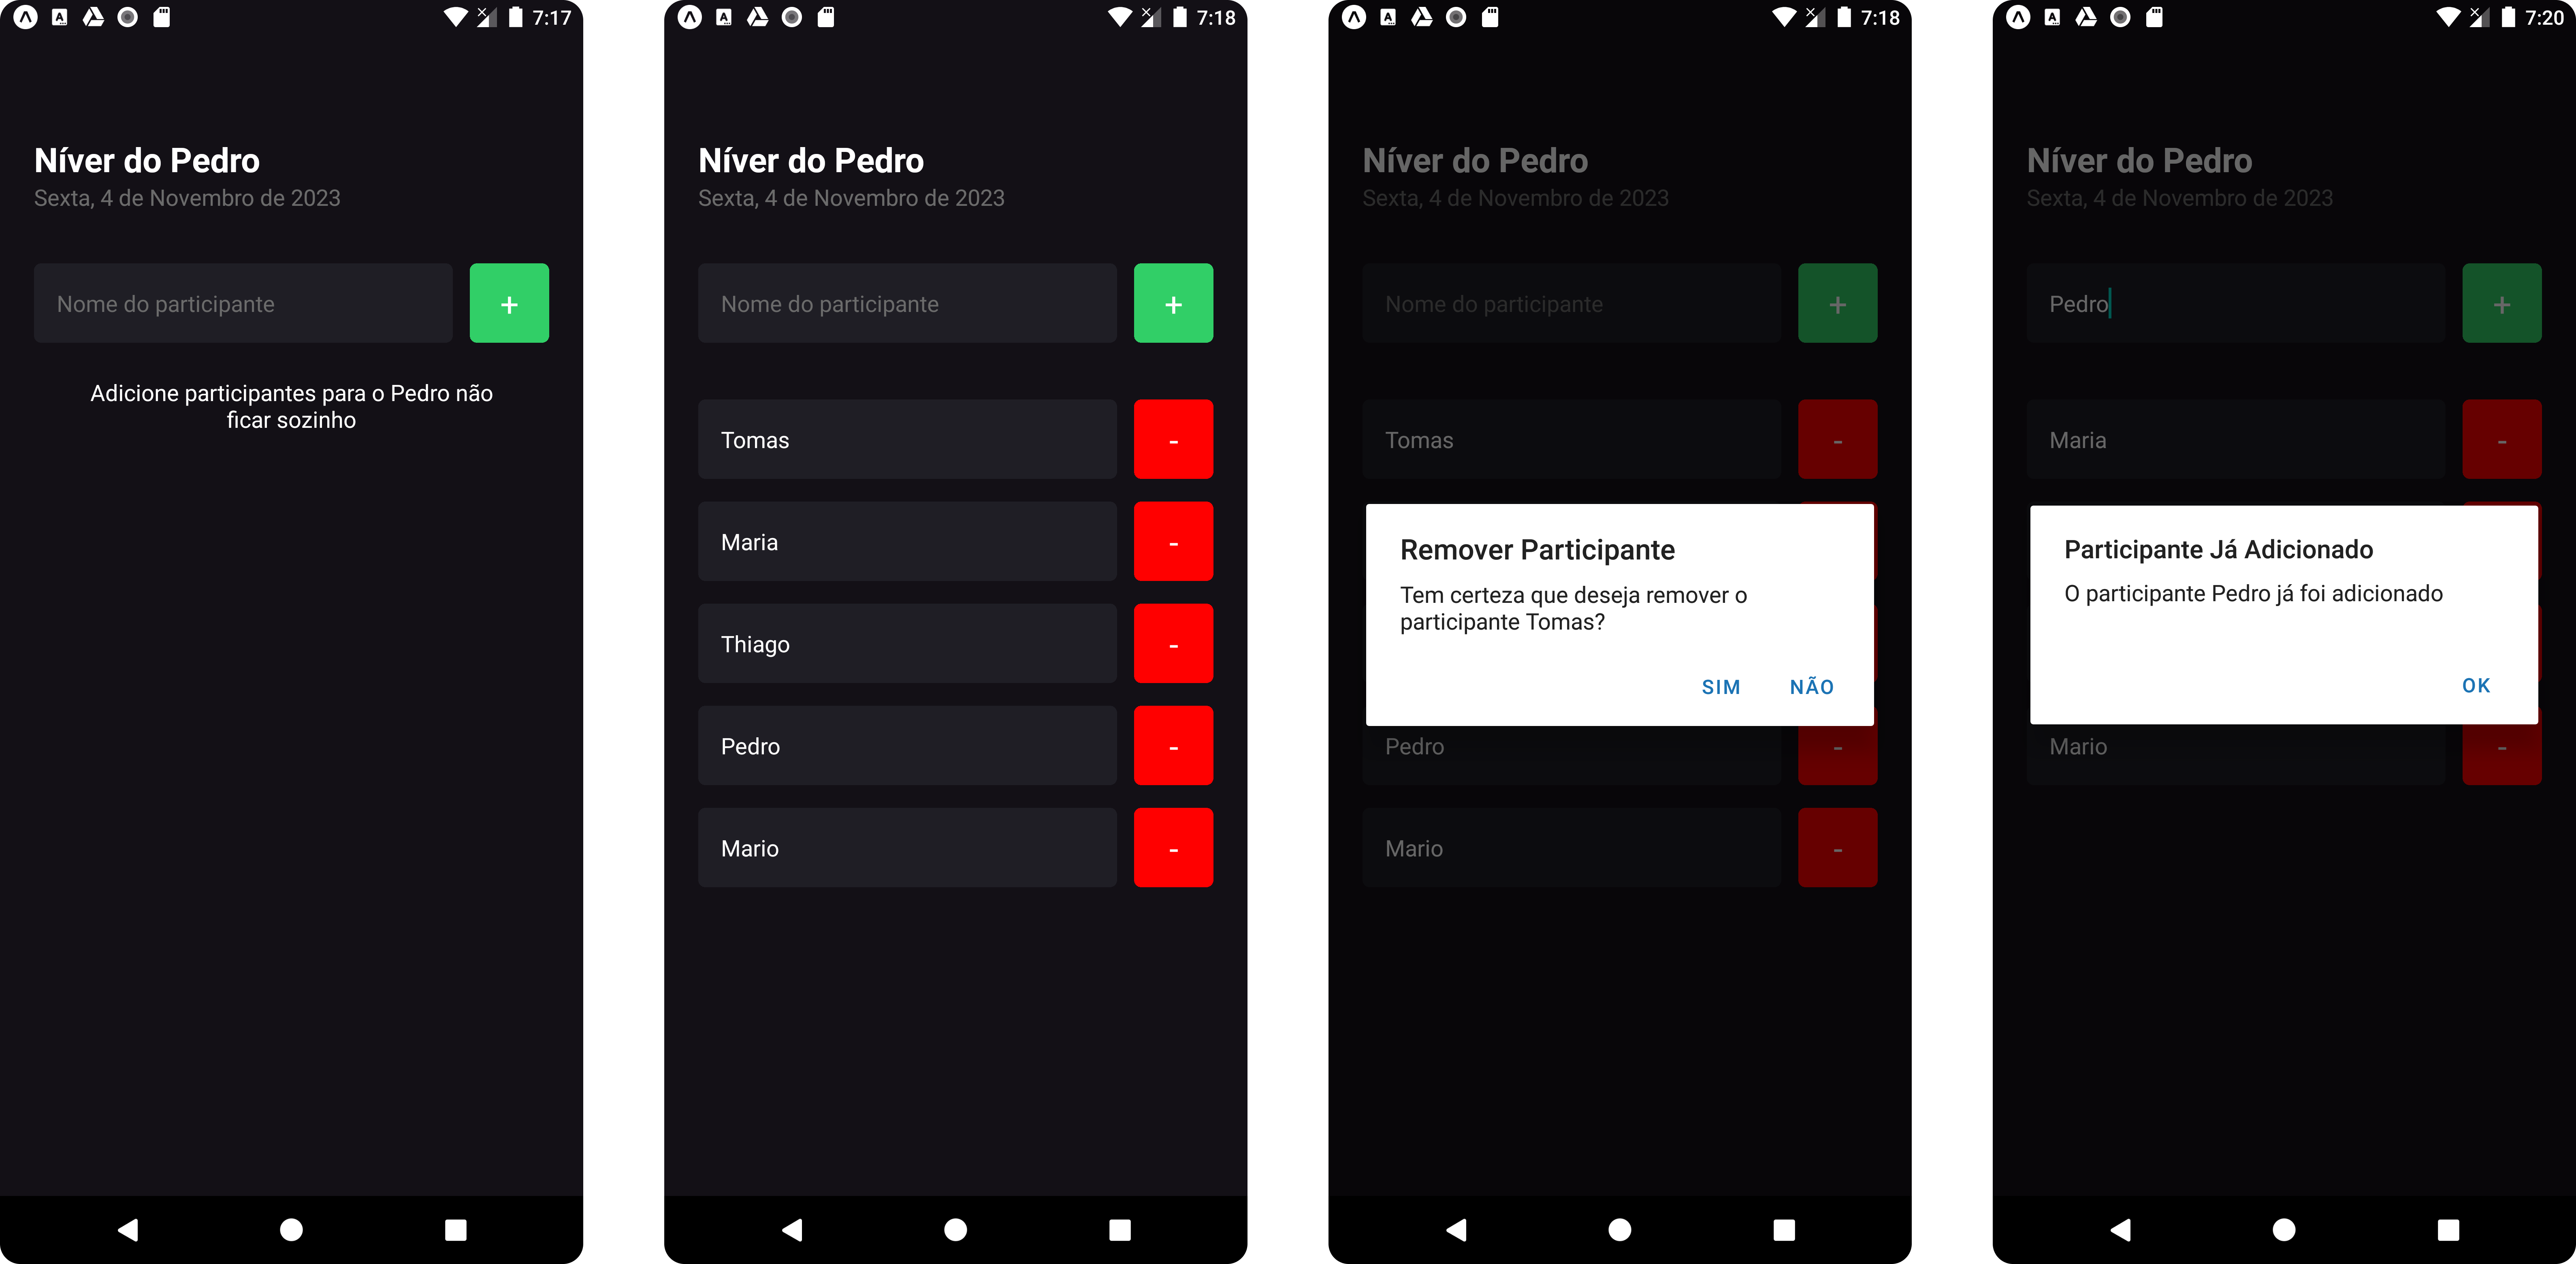 7:17
Níver do Pedro
Sexta, 4 de Novembro de 2023
Nome do participante
+
Adicione participantes para o Pedro não
ficar sozinho
7:18
Níver do Pedro
Sexta, 4 de Novembro de 2023
Nome do participante
+
Tomas
-
Maria
-
Thiago
-
Pedro
-
Mario
-
7:18
Níver do Pedro
Sexta, 4 de Novembro de 2023
Nome do participante
+
Tomas
-
Remover Participante
Tem certeza que deseja remover o
participante Tomas?
SIM NÃO
Pedro
-
Mario
-
7:20
Níver do Pedro
Sexta, 4 de Novembro de 2023
Pedro
+
Maria
-
Participante Já Adicionado
O participante Pedro já foi adicionado
OK
Mario
-